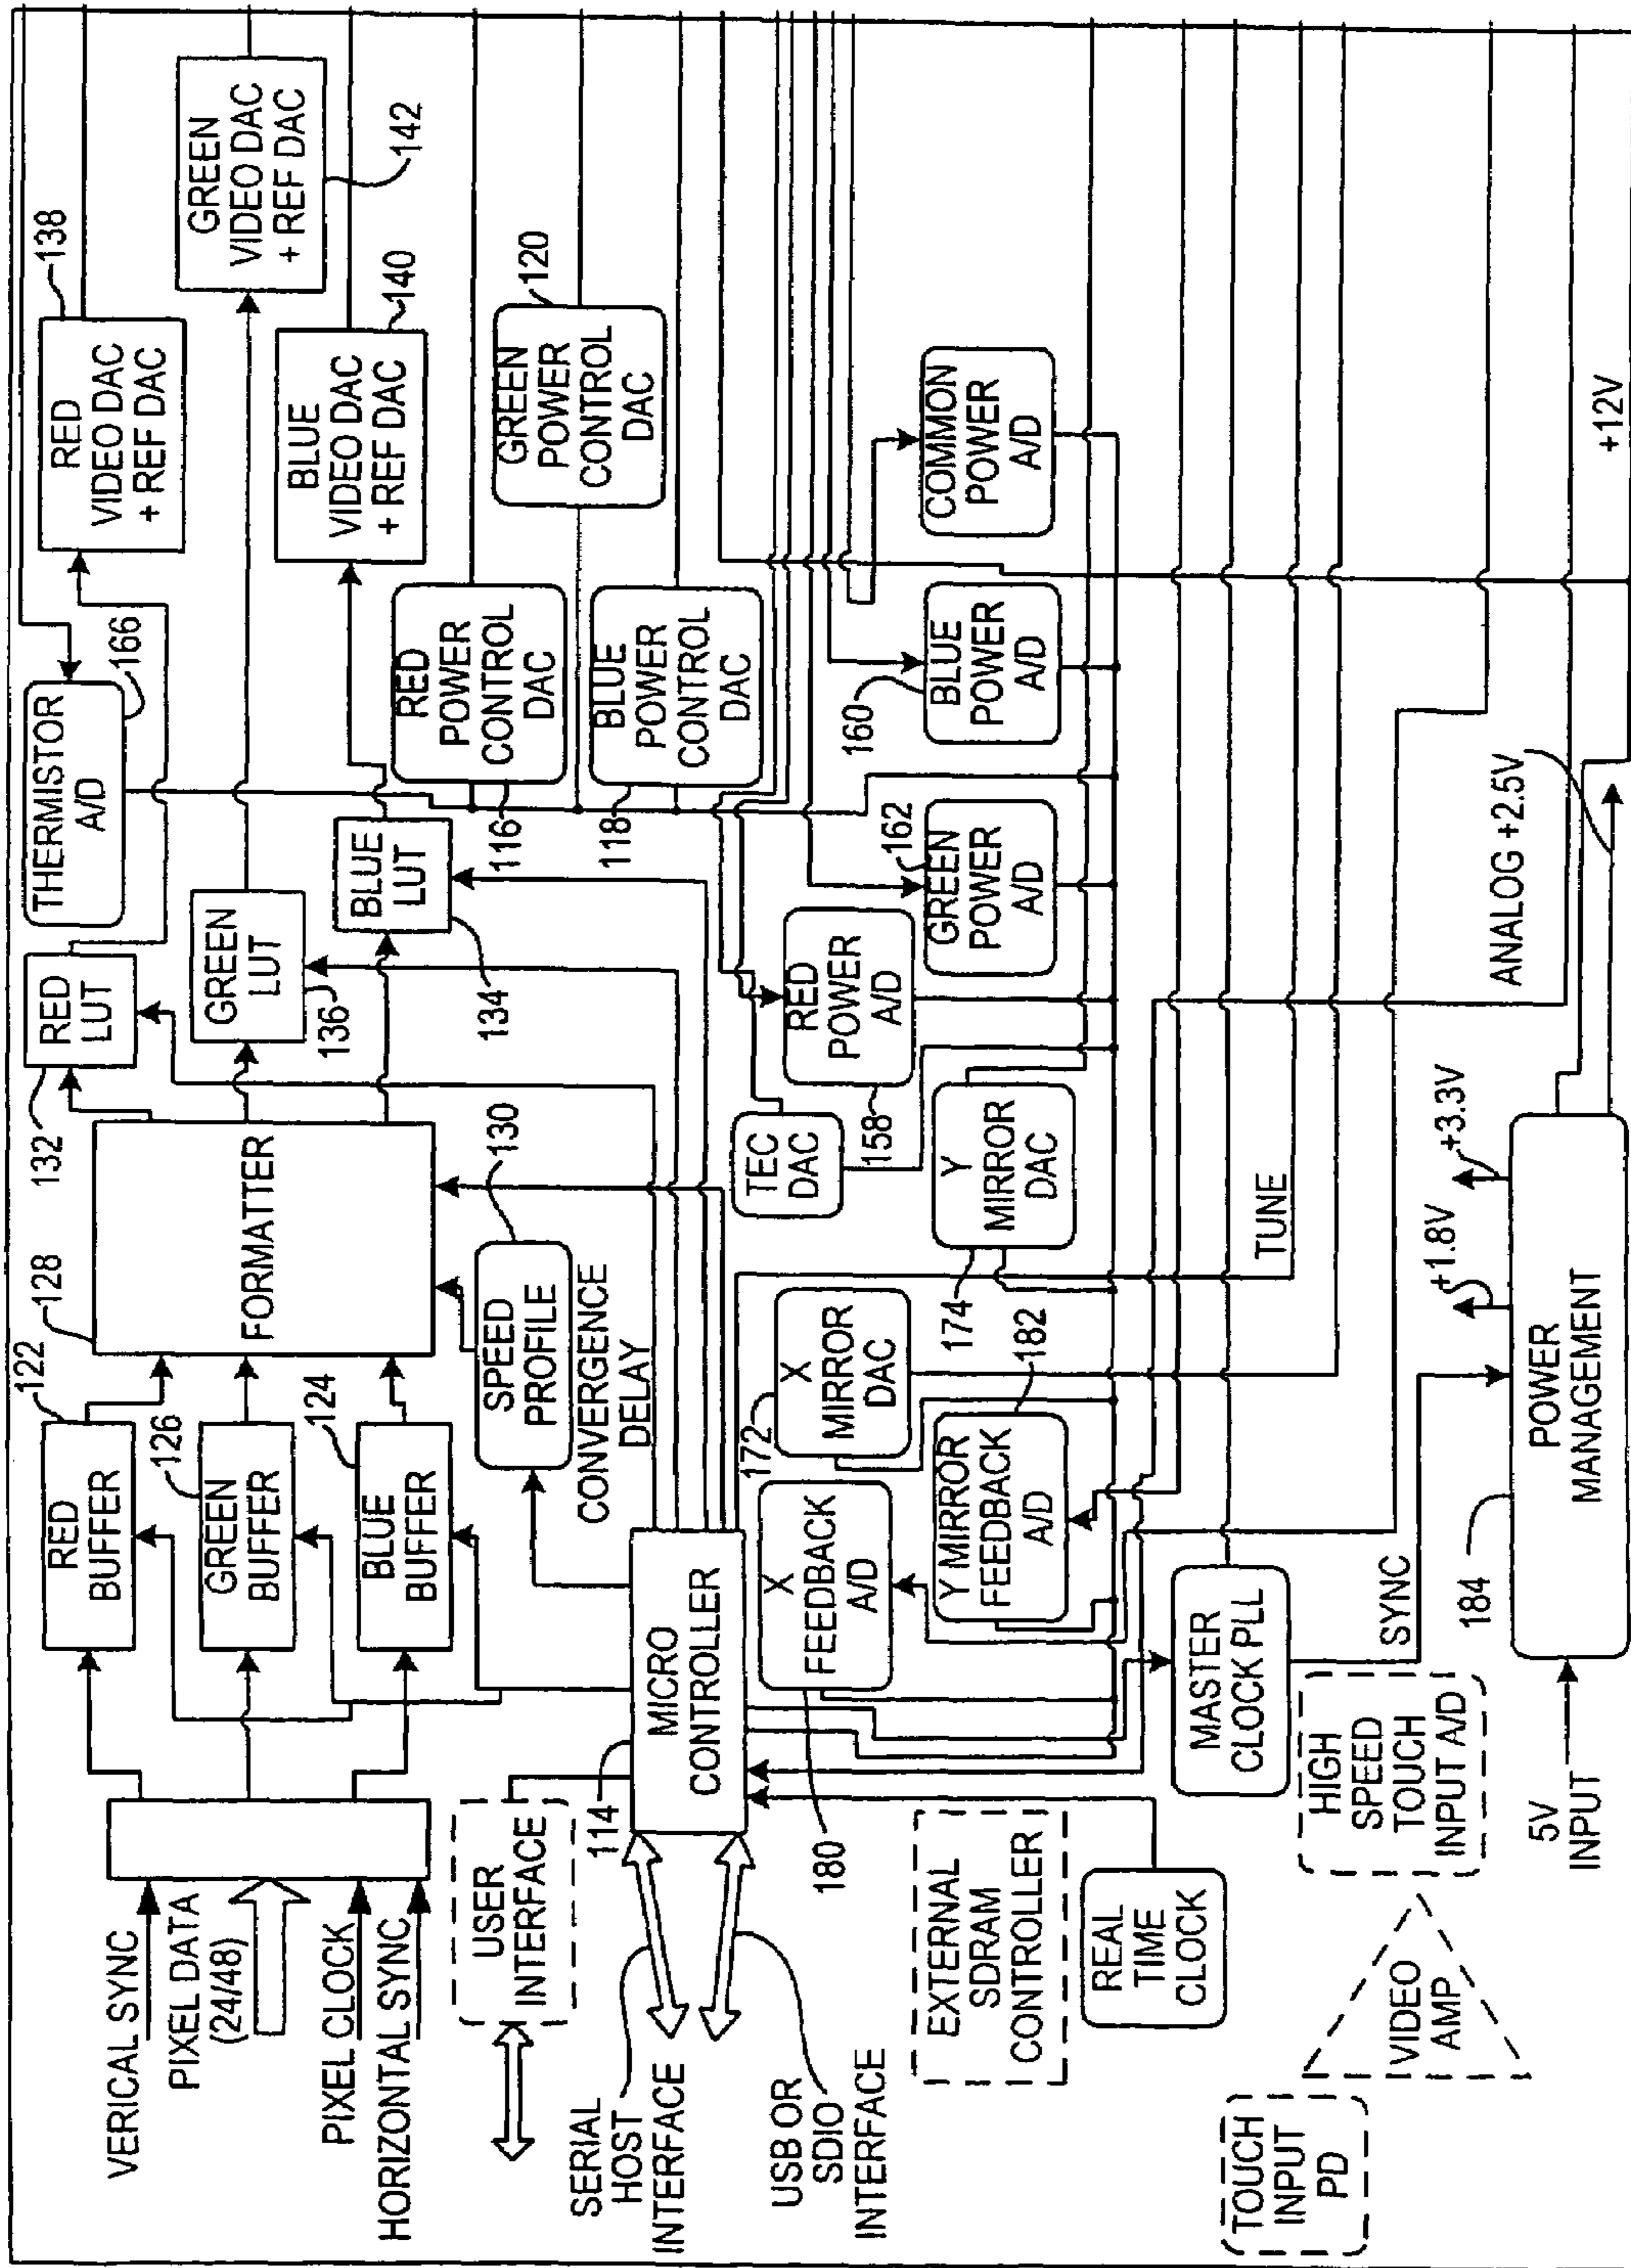 VERICAL SYNC
PIXEL DATA
(24/48)
PIXEL CLOCK
HORIZONTAL SYNC
RED
BUFFER
122
GREEN
BUFFER
126
BLUE
BUFFER
124
FORMATTER
128
SPEED
PROFILE
130
CONVERGENCE
DELAY
RED
LUT
132
GREEN
LUT
136
BLUE
LUT
134
THERMISTOR
A/D
166
RED
VIDEO DAC
+ REF DAC
138
GREEN
VIDEO DAC
+ REF DAC
142
BLUE
VIDEO DAC
+ REF DAC
140
RED
POWER
CONTROL
DAC
116
GREEN
POWER
CONTROL
DAC
120
BLUE
POWER
CONTROL
DAC
118
USER
INTERFACE
SERIAL
HOST
INTERFACE
USB OR
SDIO
INTERFACE
MICRO
CONTROLLER
114
TEC
DAC
RED
POWER
A/D
158
GREEN
POWER
A/D
162
BLUE
POWER
A/D
160
COMMON
POWER
A/D
X
FEEDBACK
A/D
180
X
MIRROR
DAC
172
Y MIRROR
FEEDBACK
A/D
182
Y
MIRROR
DAC
174
EXTERNAL
SDRAM
CONTROLLER
REAL
TIME
CLOCK
MASTER
CLOCK PLL
SYNC
TUNE
TOUCH
INPUT
PD
VIDEO
AMP
HIGH
SPEED
TOUCH
INPUT A/D
5V
INPUT
POWER
MANAGEMENT
184
+1.8V
+3.3V
ANALOG +2.5V
+12V